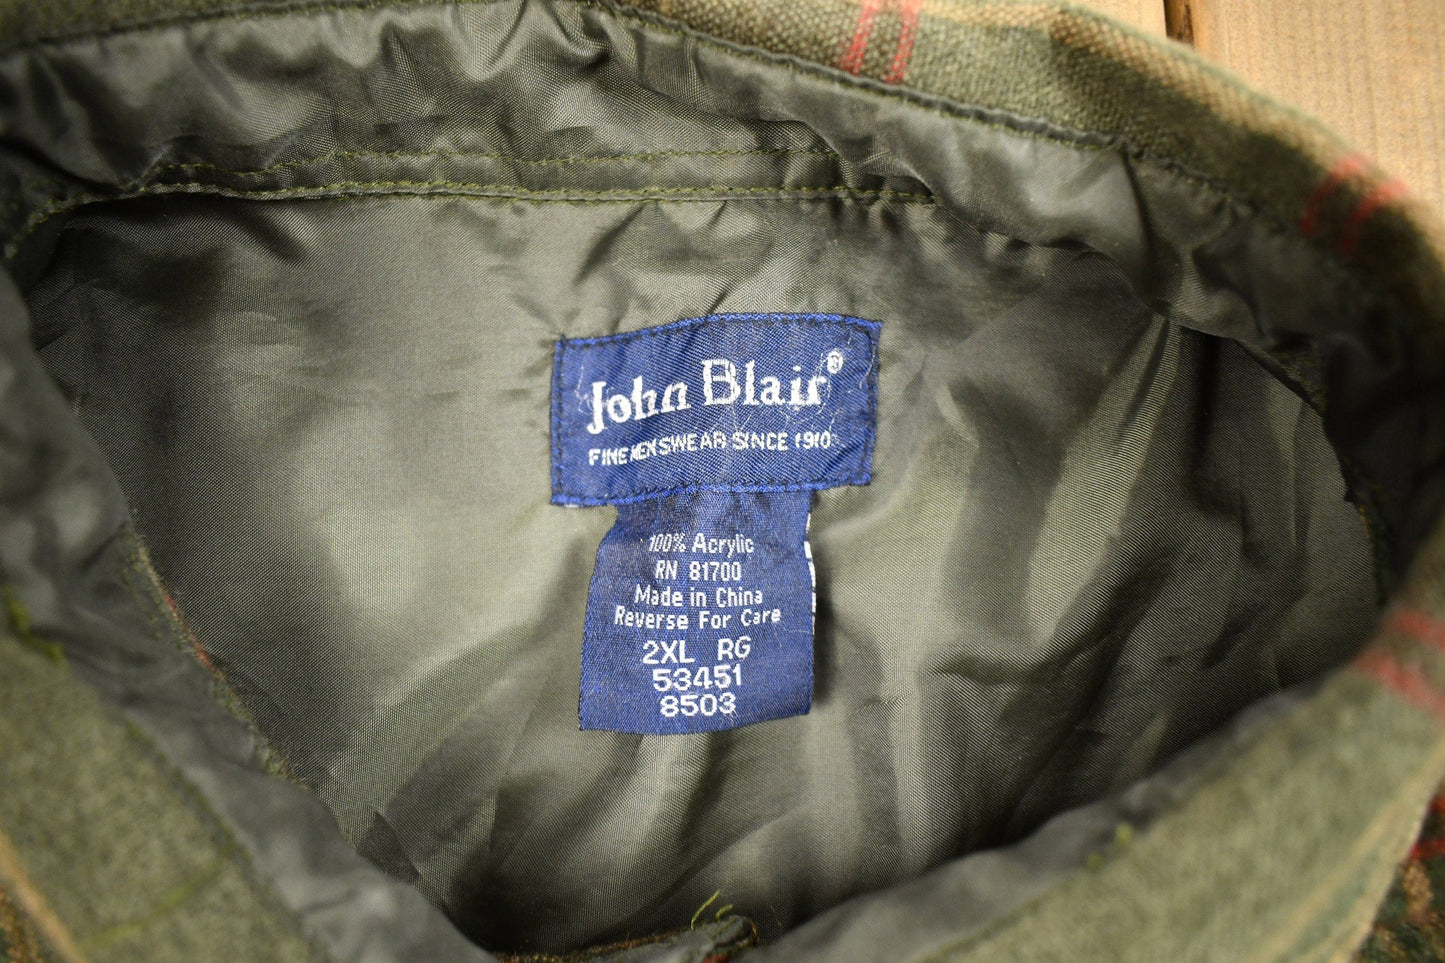 John Blair®
FINE MENSWEAR SINCE 1910
100% Acrylic
RN 81700
Made in China
Reverse For Care
2XL RG
53451
8503